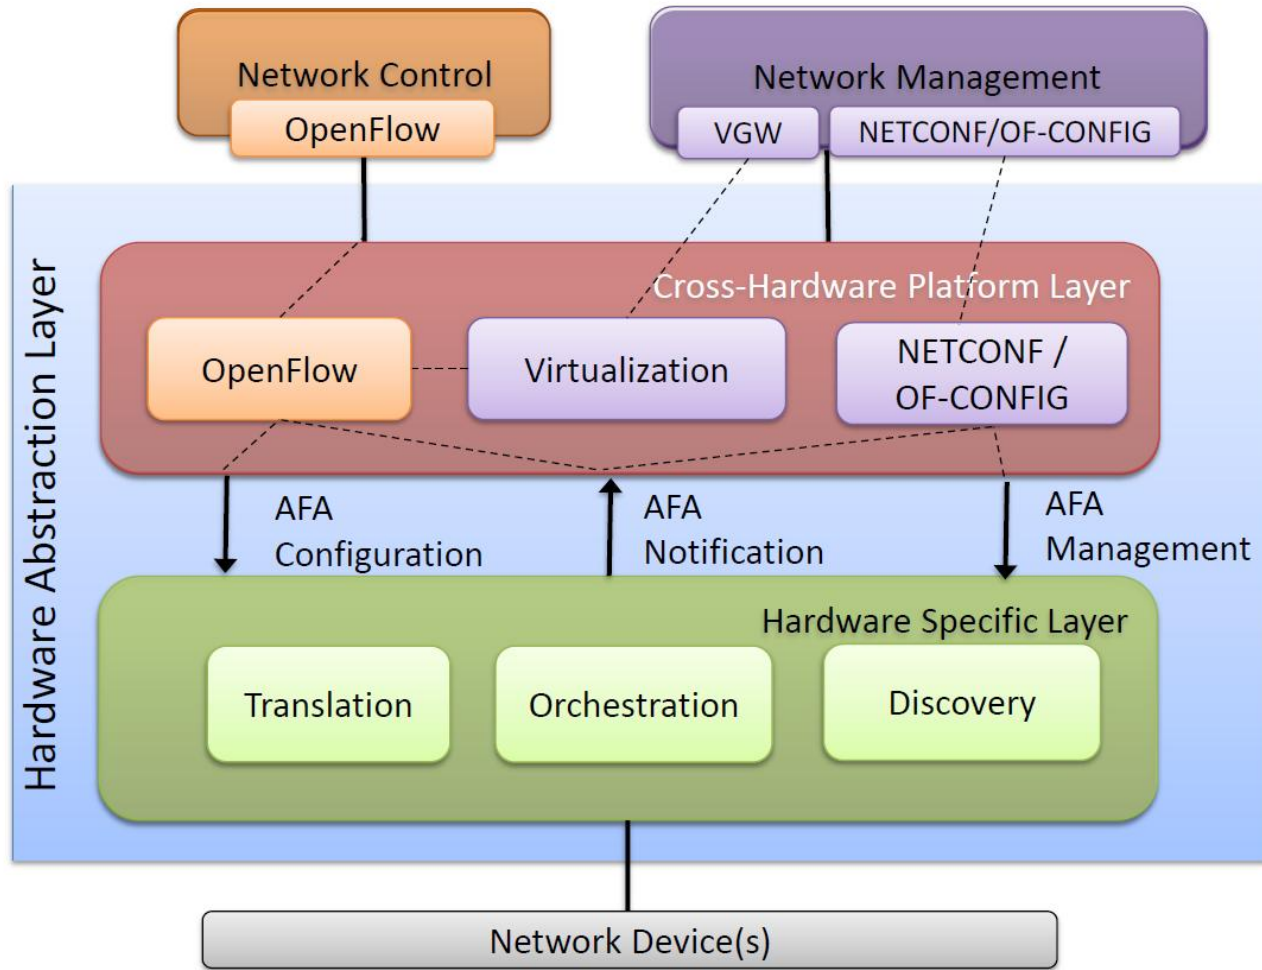 Network Control
OpenFlow
Network Management
VGW
NETCONF/OF-CONFIG
Hardware Abstraction Layer
Cross-Hardware Platform Layer
OpenFlow
Virtualization
NETCONF /
OF-CONFIG
AFA
Configuration
AFA
Notification
AFA
Management
Hardware Specific Layer
Translation
Orchestration
Discovery
Network Device(s)